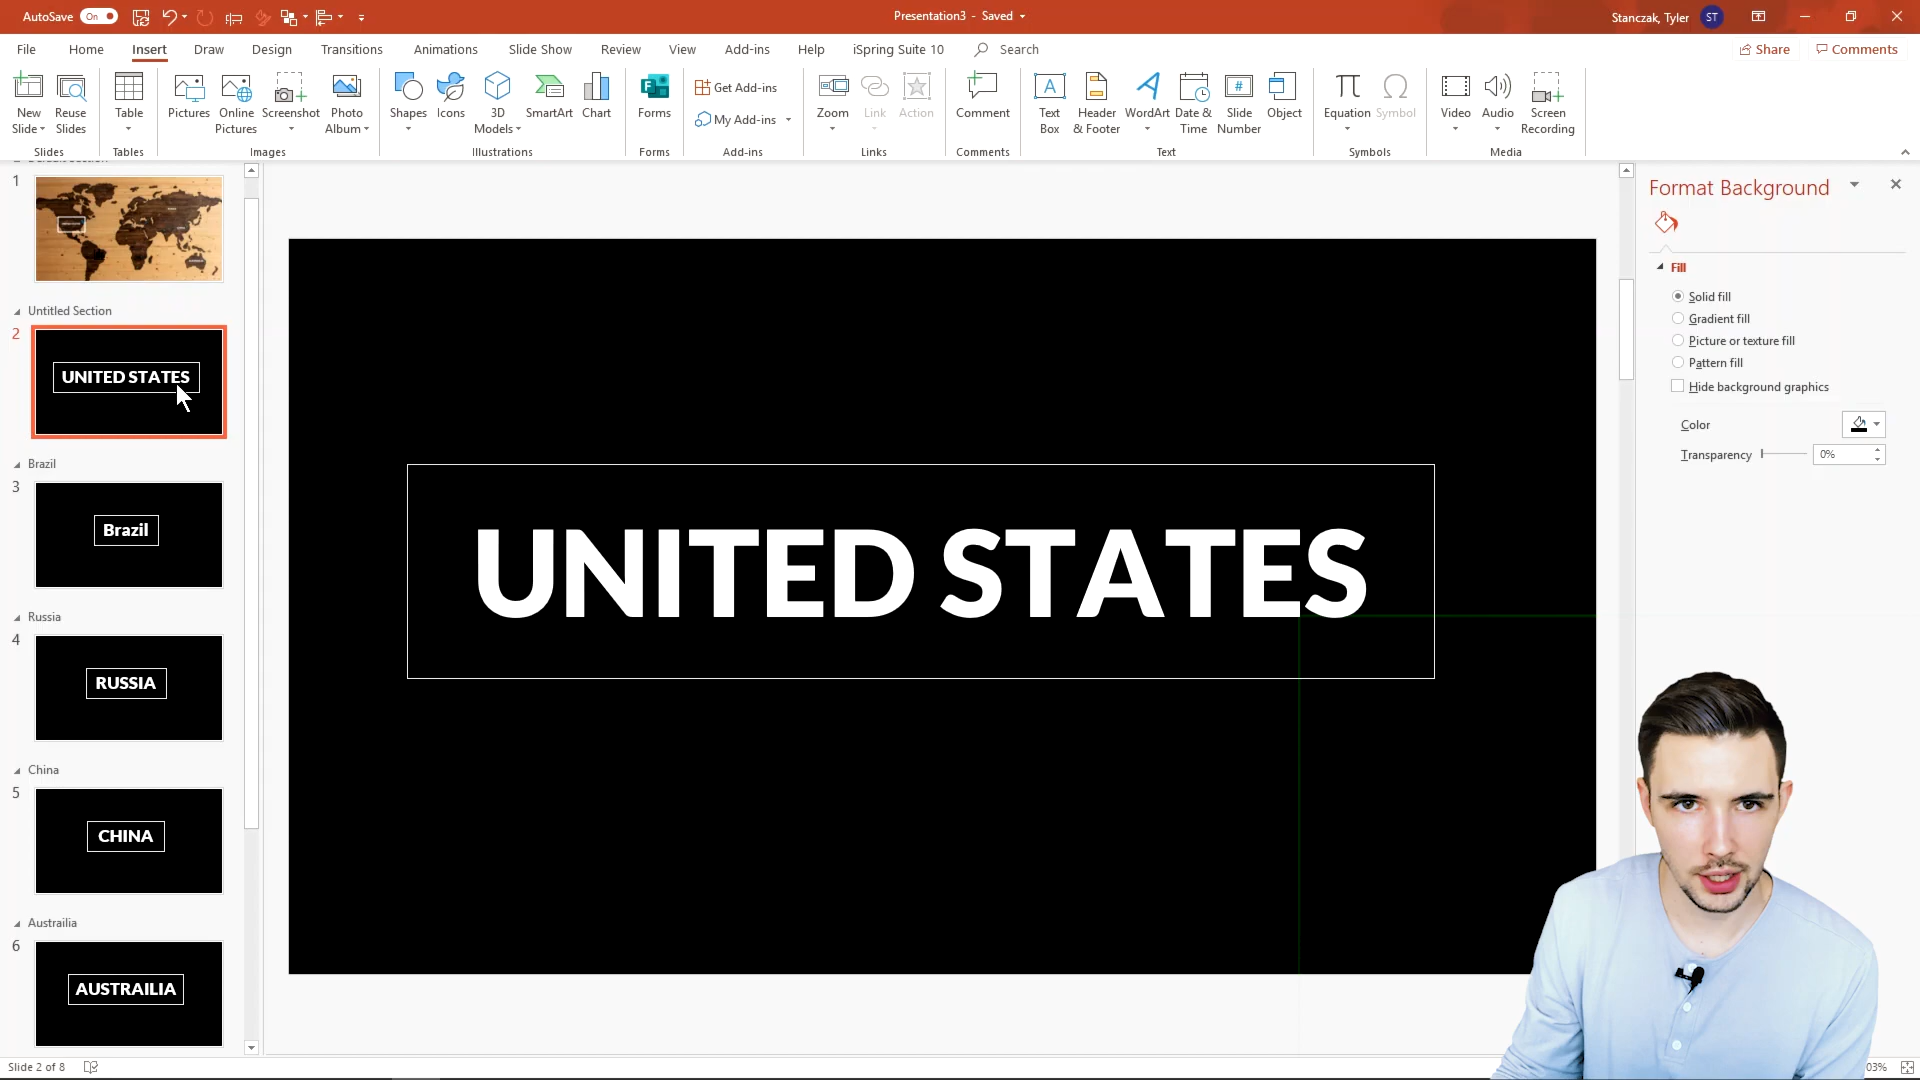 AutoSave On
Presentation3 - Saved
Stanczak, Tyler ST
File Home Insert Draw Design Transitions Animations Slide Show Review View Add-ins Help iSpring Suite 10 Search
Share Comments
New Slide
Reuse Slides
Table
Pictures
Online Pictures
Screenshot
Photo Album
Shapes
Icons
3D Models
SmartArt
Chart
Forms
Get Add-ins
My Add-ins
Zoom
Link
Action
Comment
Text Box
Header & Footer
WordArt
Date & Time
Slide Number
Object
Equation
Symbol
Video
Audio
Screen Recording
Slides Tables Images Illustrations Forms Add-ins Links Comments Text Symbols Media
1
Untitled Section
2
UNITED STATES
Brazil
3
Brazil
Russia
4
RUSSIA
China
5
CHINA
Austrailia
6
AUSTRAILIA
UNITED STATES
Format Background
Fill
Solid fill
Gradient fill
Picture or texture fill
Pattern fill
Hide background graphics
Color
Transparency 0%
Slide 2 of 8
03%